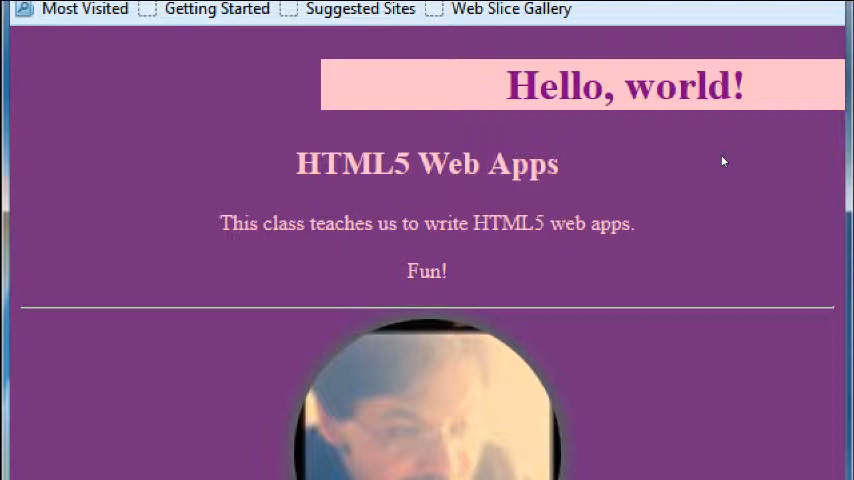 Most Visited Getting Started Suggested Sites Web Slice Gallery
Hello, world!
HTML5 Web Apps
This class teaches us to write HTML5 web apps.
Fun!